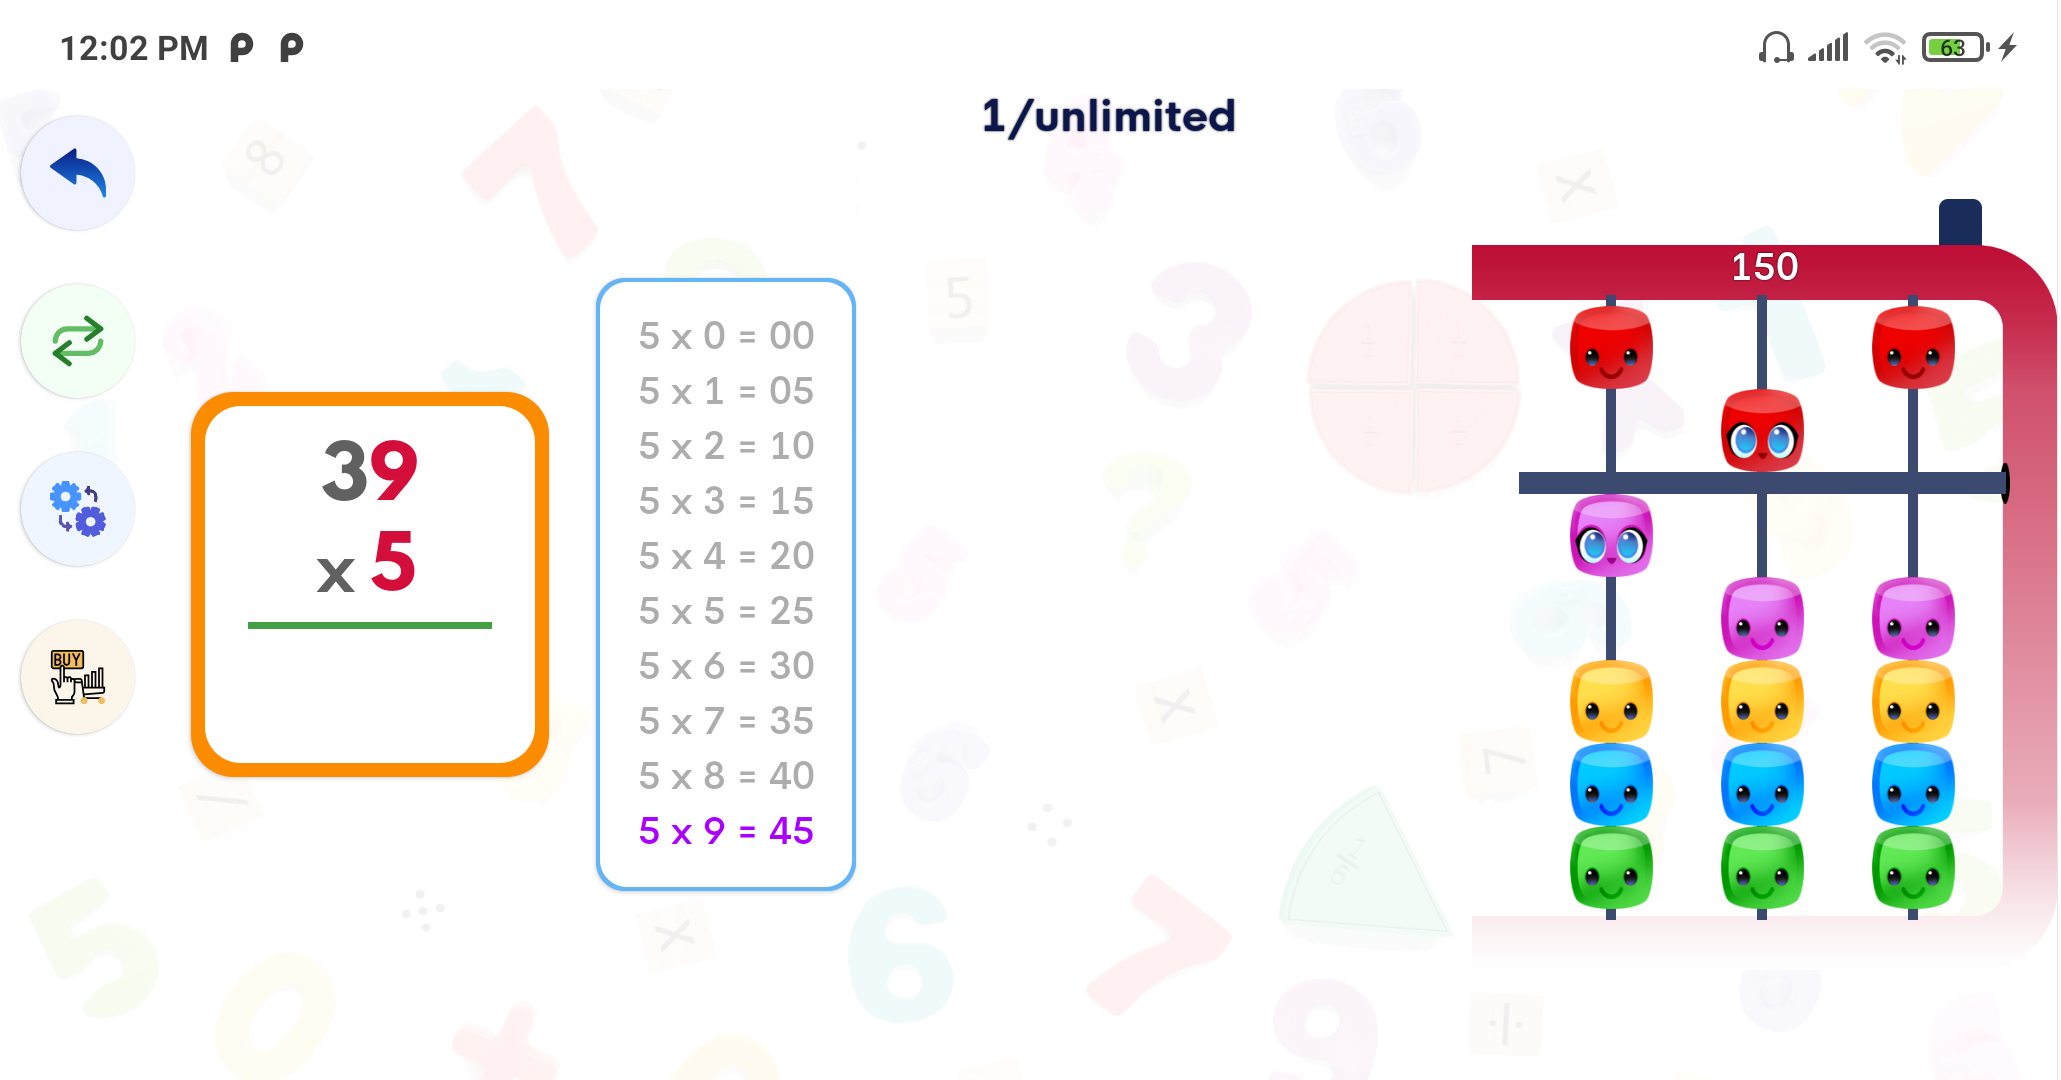 12:02 PM
63
1/unlimited
150
39
x 5
5 x 0 = 00
5 x 1 = 05
5 x 2 = 10
5 x 3 = 15
5 x 4 = 20
5 x 5 = 25
5 x 6 = 30
5 x 7 = 35
5 x 8 = 40
5 x 9 = 45
BUY